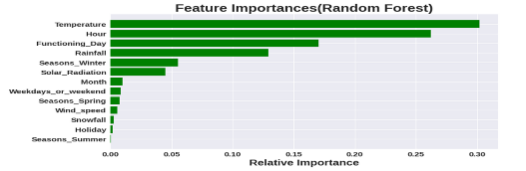 Feature Importances(Random Forest)
Temperature
Hour
Functioning_Day
Rainfall
Seasons_Winter
Solar_Radiation
Month
Weekdays_or_weekend
Seasons_Spring
Wind_speed
Snowfall
Holiday
Seasons_Summer
0.00 0.05 0.10 0.15 0.20 0.25 0.30
Relative Importance